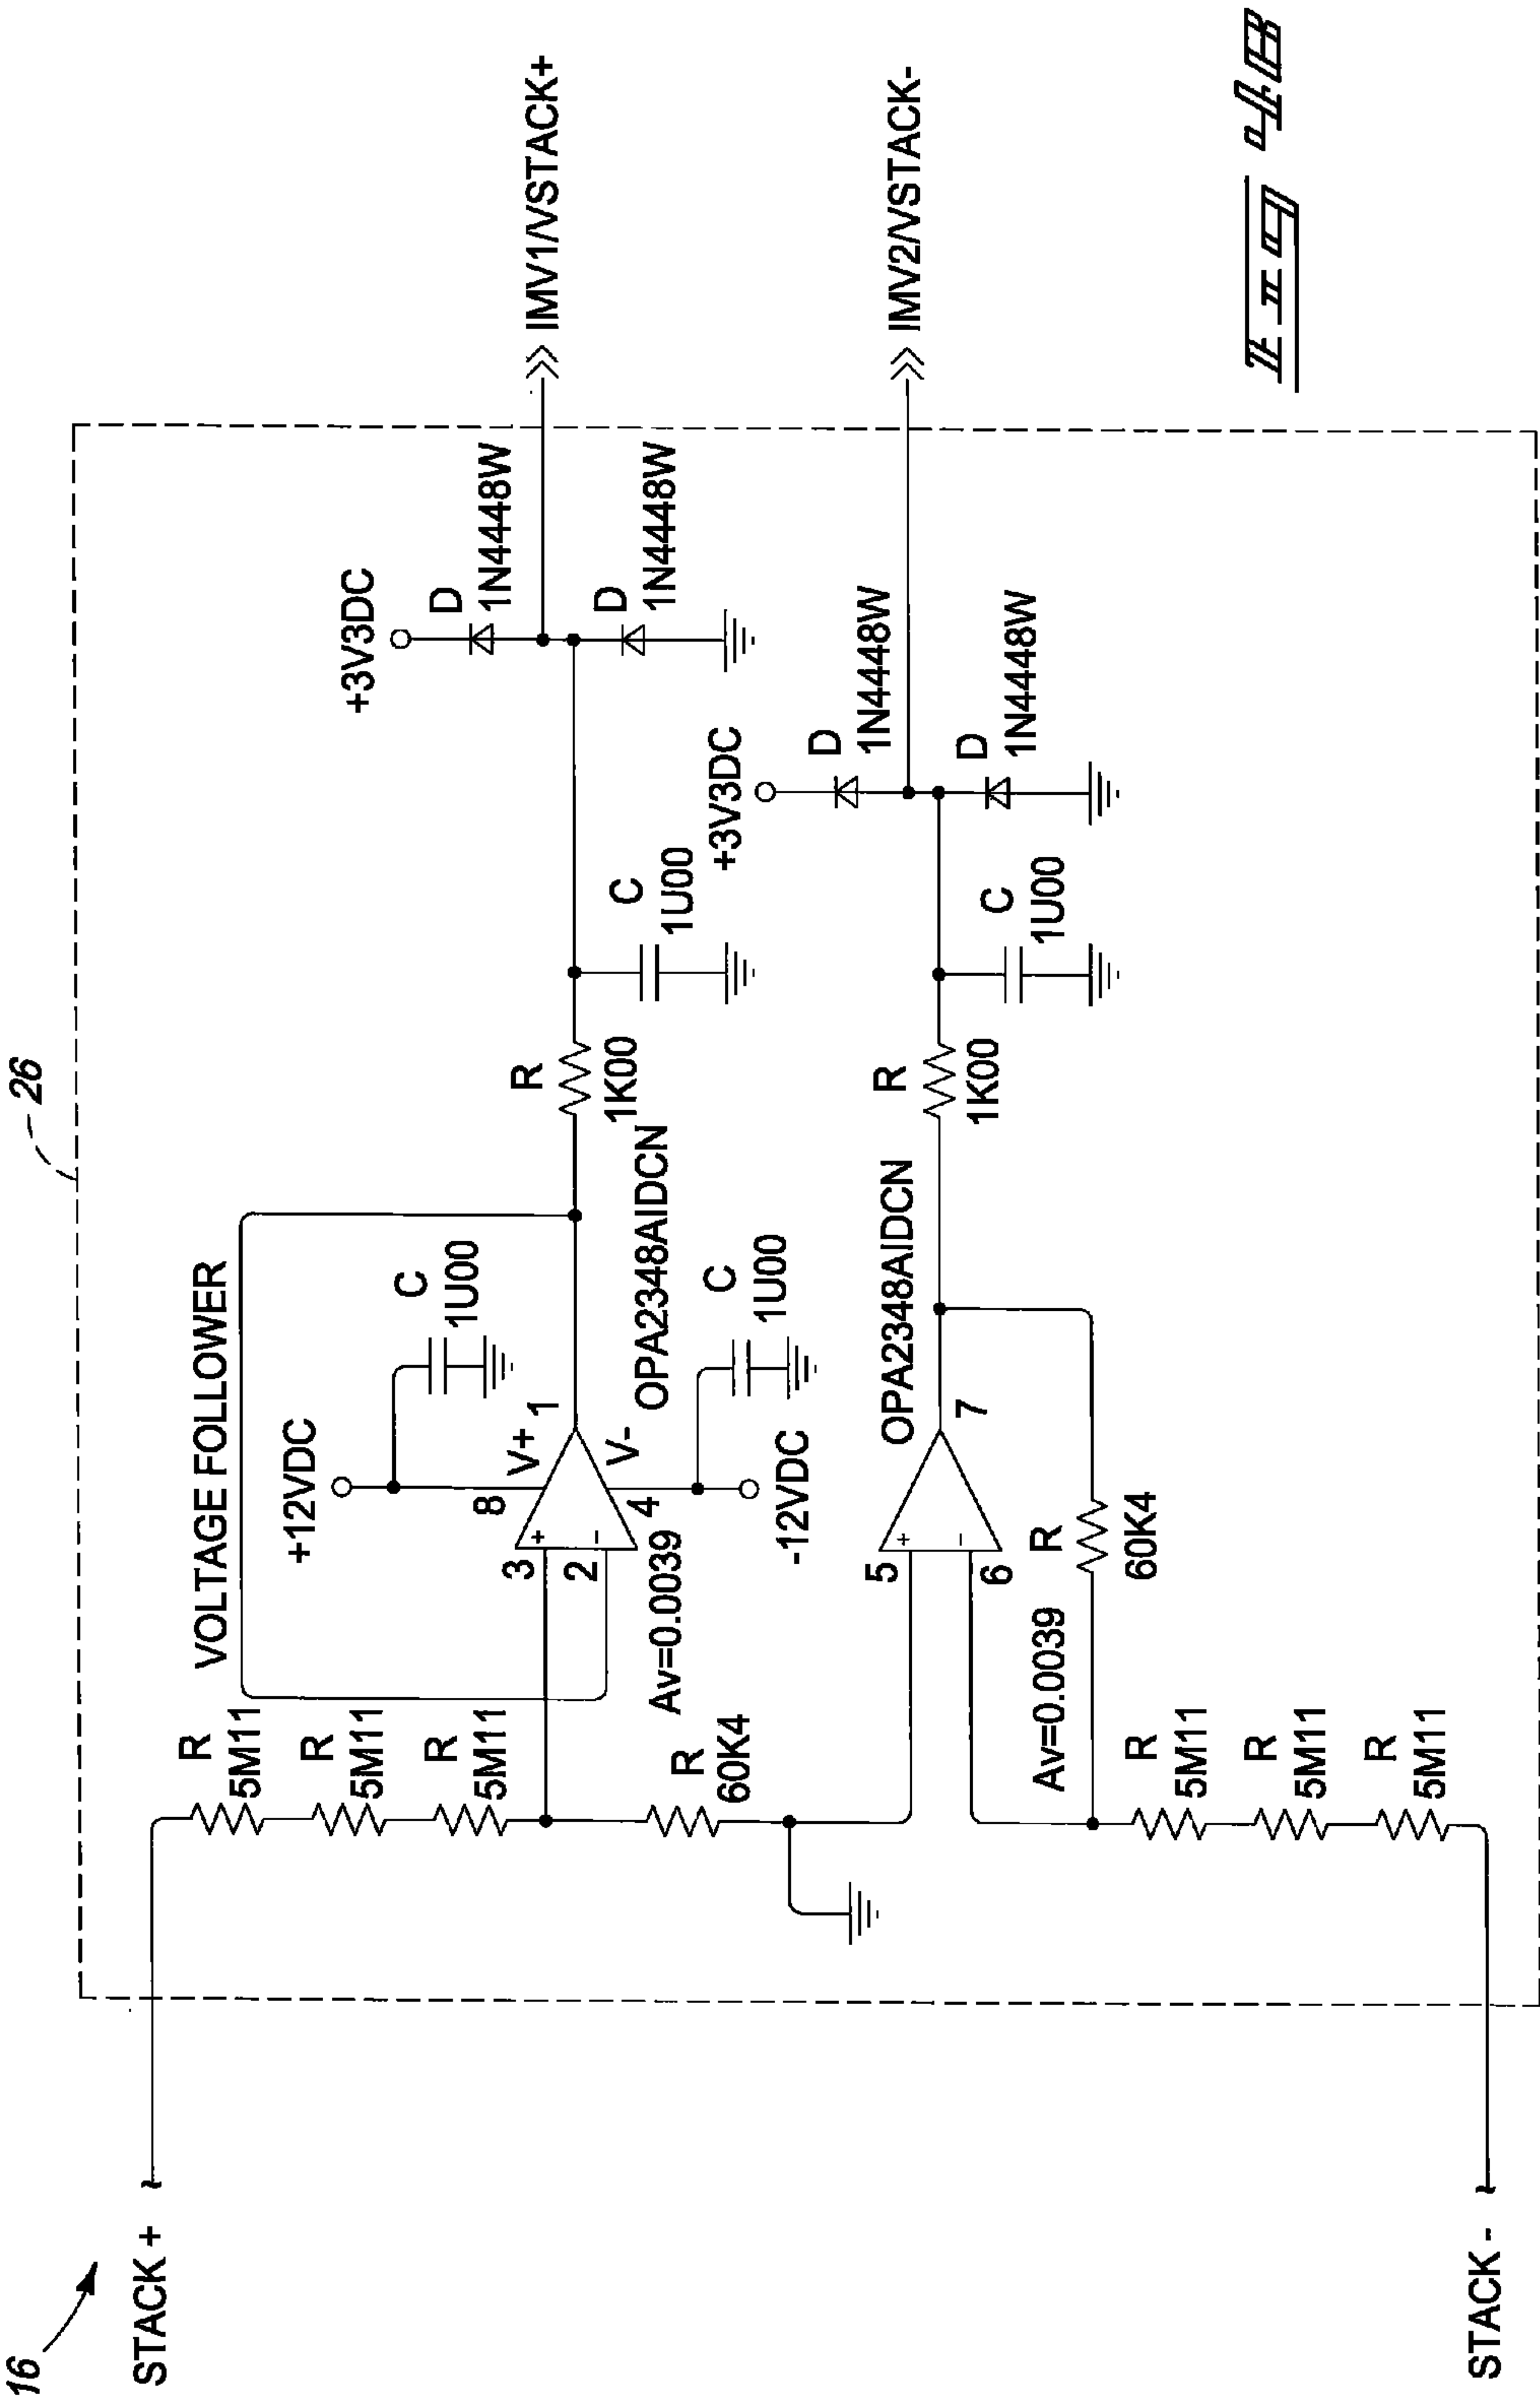 16
26
STACK +
VOLTAGE FOLLOWER
R
5M11
R
5M11
R
5M11
+12VDC
C
1U00
8
V+
1
3
+
2
-
4
V-
OPA2348AIDCN
Av=0.0039
C
1U00
-12VDC
R
60K4
R
1K00
C
1U00
+3V3DC
D
1N4448W
D
1N4448W
IMV1/VSTACK+
OPA2348AIDCN
5
+
6
-
7
R
60K4
Av=0.0039
R
5M11
R
5M11
R
5M11
R
1K00
C
1U00
+3V3DC
D
1N4448W
D
1N4448W
IMV2/VSTACK-
STACK -
FIG 4B